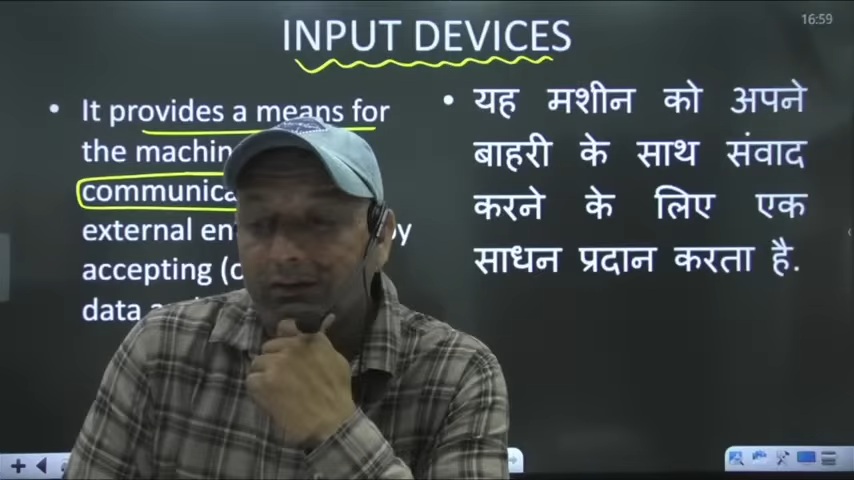 16:59
INPUT DEVICES
• It provides a means for
the machin
communica
external en
accepting (
data
• यह मशीन को अपने
बाहरी के साथ संवाद
करने के लिए एक
साधन प्रदान करता है.